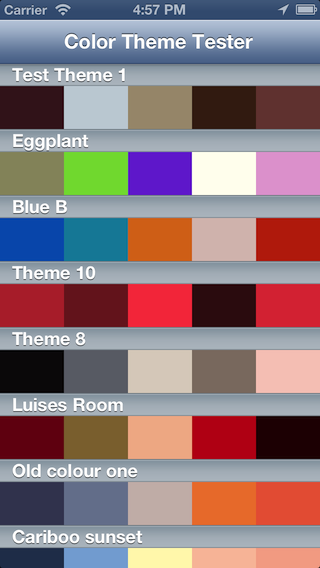 Carrier 4:57 PM
Color Theme Tester
Test Theme 1
Eggplant
Blue B
Theme 10
Theme 8
Luises Room
Old colour one
Cariboo sunset